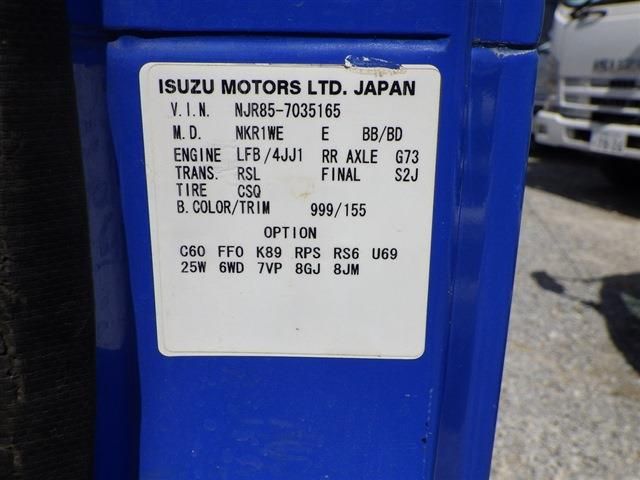 ISUZU MOTORS LTD. JAPAN
V.I.N. NJR85-7035165
M.D. NKR1WE E BB/BD
ENGINE LFB/4JJ1 RR AXLE G73
TRANS. RSL FINAL S2J
TIRE CSQ
B.COLOR/TRIM 999/155
OPTION
C60 FF0 K89 RPS RS6 U69
25W 6WD 7VP 8GJ 8JM